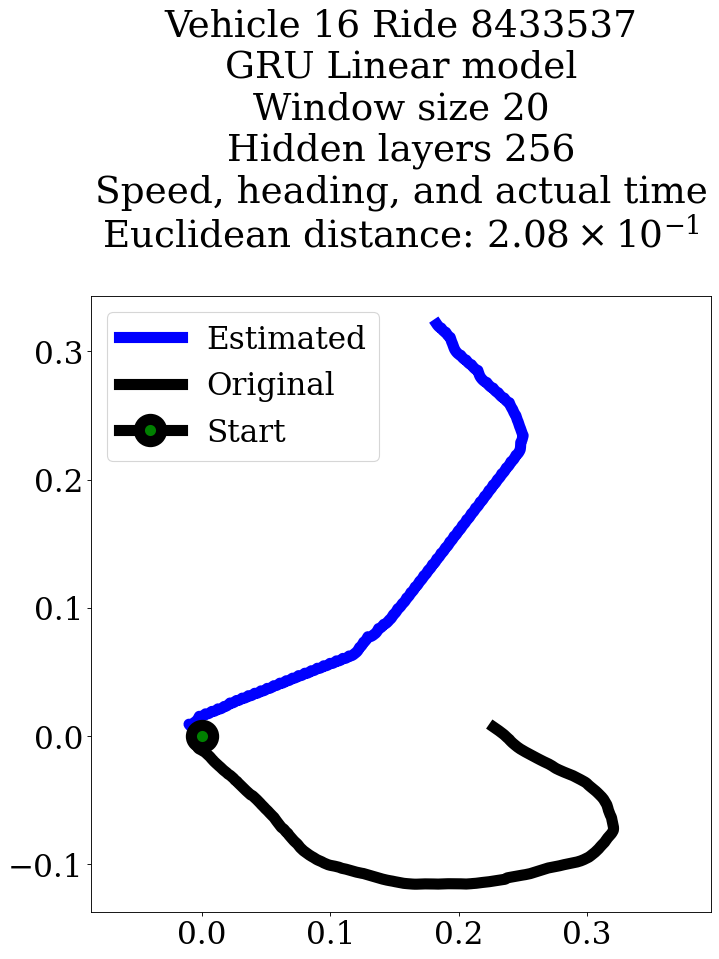 Vehicle 16 Ride 8433537
GRU Linear model
Window size 20
Hidden layers 256
Speed, heading, and actual time
Euclidean distance: 2.08 × 10⁻¹
Estimated
Original
Start
0.3
0.2
0.1
0.0
−0.1
0.0 0.1 0.2 0.3